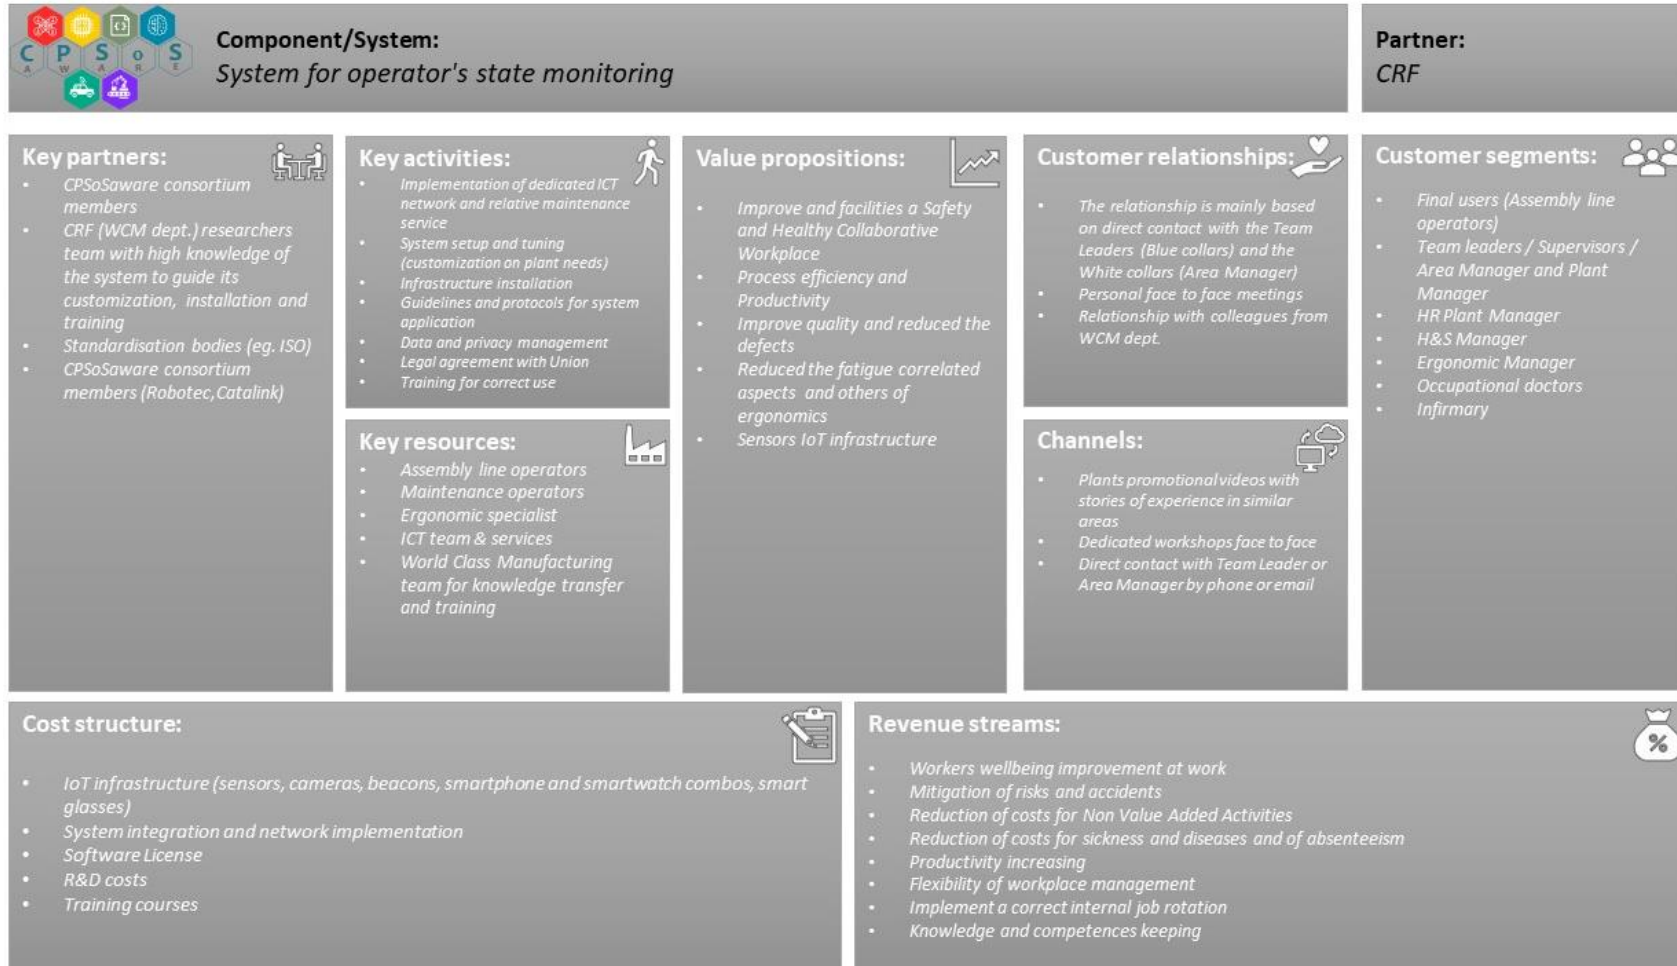 C P S o S
A W A R E
Component/System:
System for operator's state monitoring
Partner:
CRF
Key partners:
• CPSoSaware consortium
members
• CRF (WCM dept.) researchers
team with high knowledge of
the system to guide its
customization, installation and
training
• Standardisation bodies (eg. ISO)
• CPSoSaware consortium
members (Robotec,Catalink)
Key activities:
• Implementation of dedicated ICT
network and relative maintenance
service
• System setup and tuning
(customization on plant needs)
• Infrastructure installation
• Guidelines and protocols for system
application
• Data and privacy management
• Legal agreement with Union
• Training for correct use
Key resources:
• Assembly line operators
• Maintenance operators
• Ergonomic specialist
• ICT team & services
• World Class Manufacturing
team for knowledge transfer
and training
Value propositions:
• Improve and facilities a Safety
and Healthy Collaborative
Workplace
• Process efficiency and
Productivity
• Improve quality and reduced the
defects
• Reduced the fatigue correlated
aspects and others of
ergonomics
• Sensors IoT infrastructure
Customer relationships:
• The relationship is mainly based
on direct contact with the Team
Leaders (Blue collars) and the
White collars (Area Manager)
• Personal face to face meetings
• Relationship with colleagues from
WCM dept.
Channels:
• Plants promotional videos with
stories of experience in similar
areas
• Dedicated workshops face to face
• Direct contact with Team Leader or
Area Manager by phone or email
Customer segments:
• Final users (Assembly line
operators)
• Team leaders / Supervisors /
Area Manager and Plant
Manager
• HR Plant Manager
• H&S Manager
• Ergonomic Manager
• Occupational doctors
• Infirmary
Cost structure:
• IoT infrastructure (sensors, cameras, beacons, smartphone and smartwatch combos, smart
glasses)
• System integration and network implementation
• Software License
• R&D costs
• Training courses
Revenue streams:
%
• Workers wellbeing improvement at work
• Mitigation of risks and accidents
• Reduction of costs for Non Value Added Activities
• Reduction of costs for sickness and diseases and of absenteeism
• Productivity increasing
• Flexibility of workplace management
• Implement a correct internal job rotation
• Knowledge and competences keeping